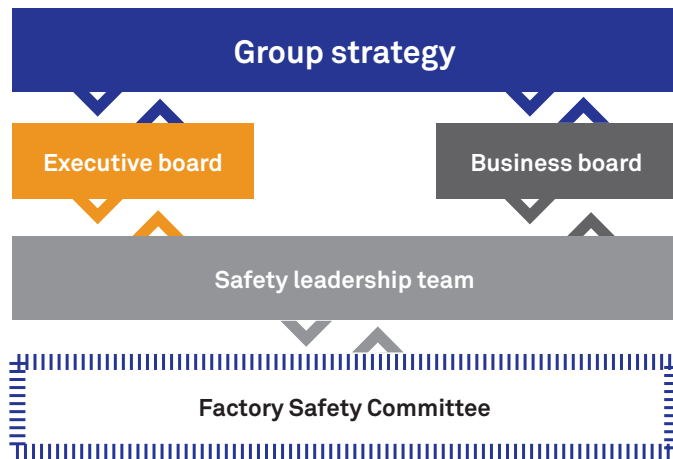 Group strategy
Executive board
Business board
Safety leadership team
Factory Safety Committee